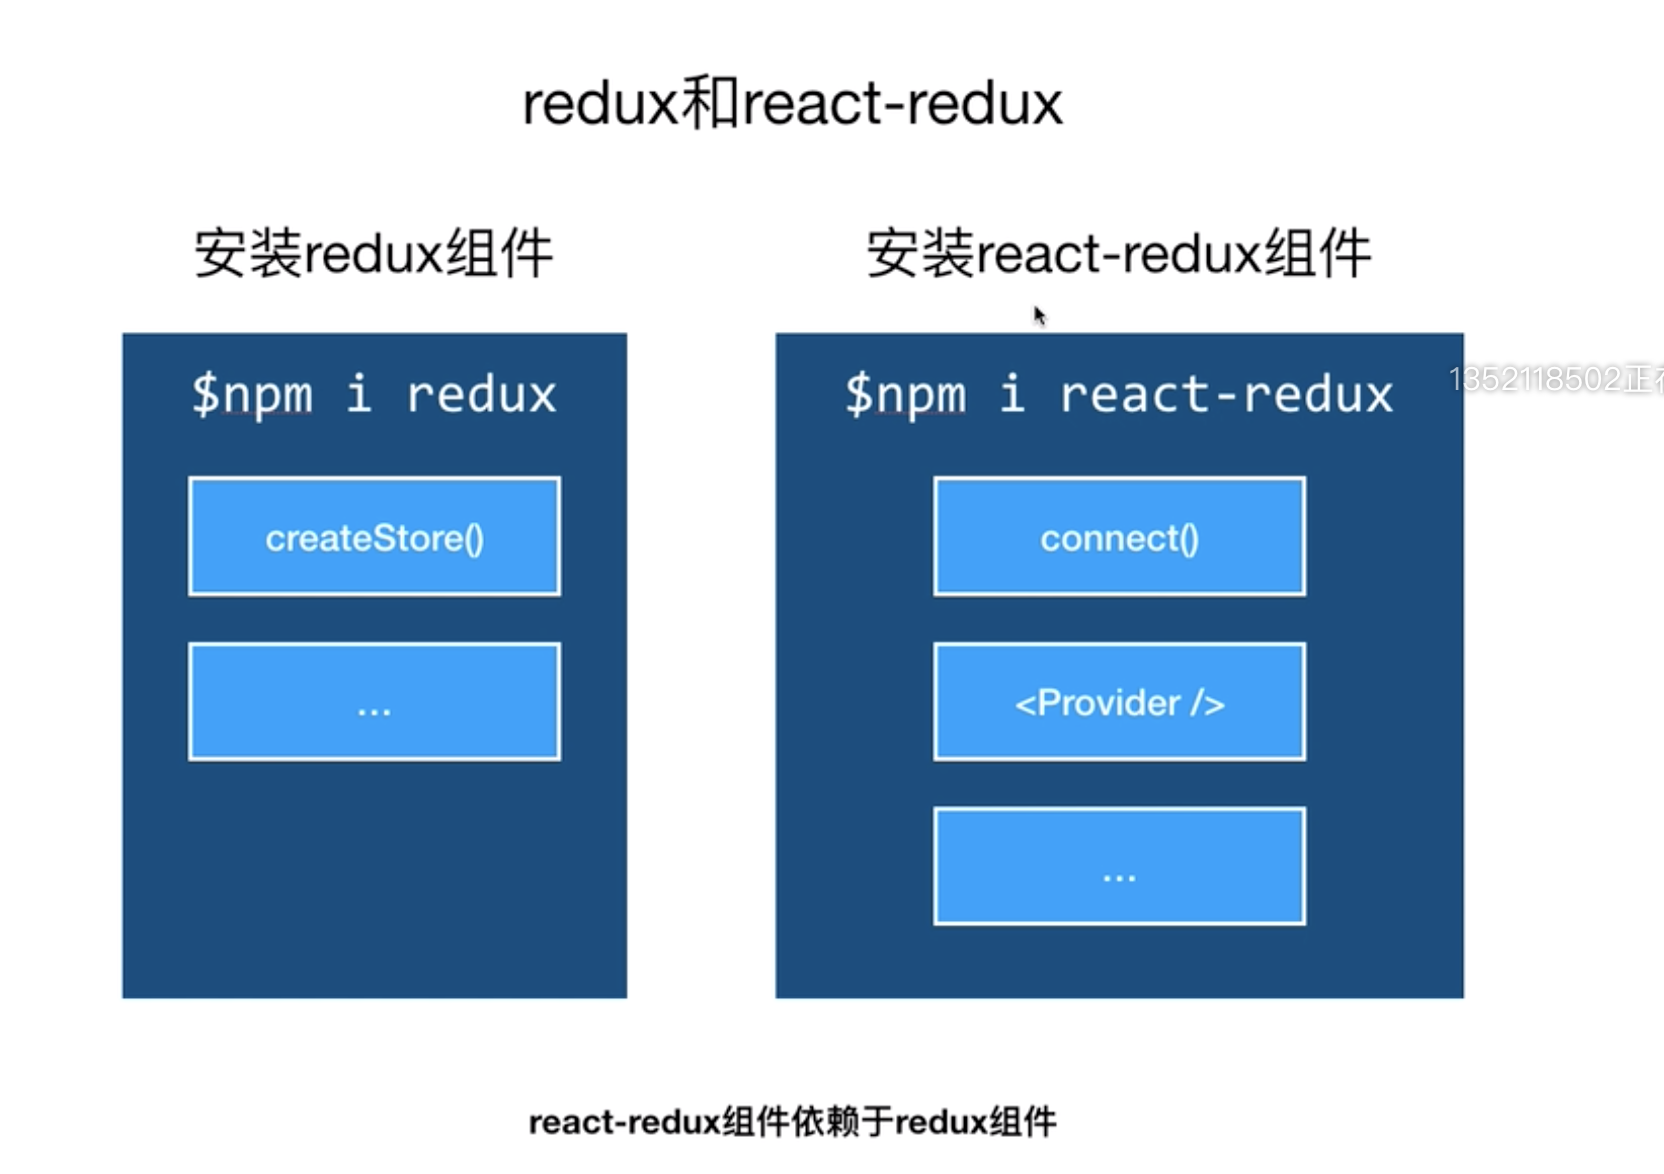 redux和react-redux
安装redux组件
$npm i redux
createStore()
...
安装react-redux组件
$npm i react-redux
connect()
<Provider />
...
1352118502正在
react-redux组件依赖于redux组件